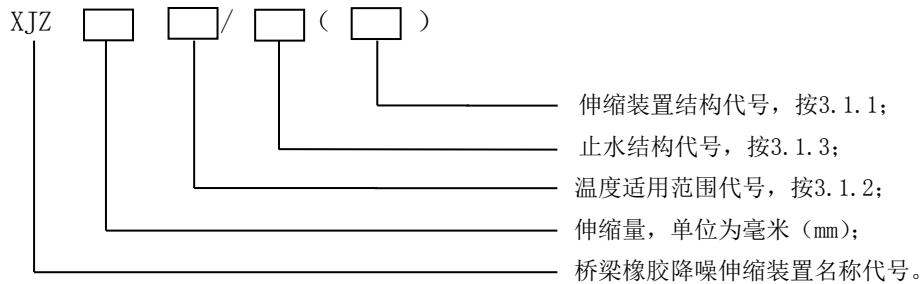 XJZ / ( )
伸缩装置结构代号，按3.1.1;
止水结构代号，按3.1.3;
温度适用范围代号，按3.1.2;
伸缩量，单位为毫米（mm）;
桥梁橡胶降噪伸缩装置名称代号。